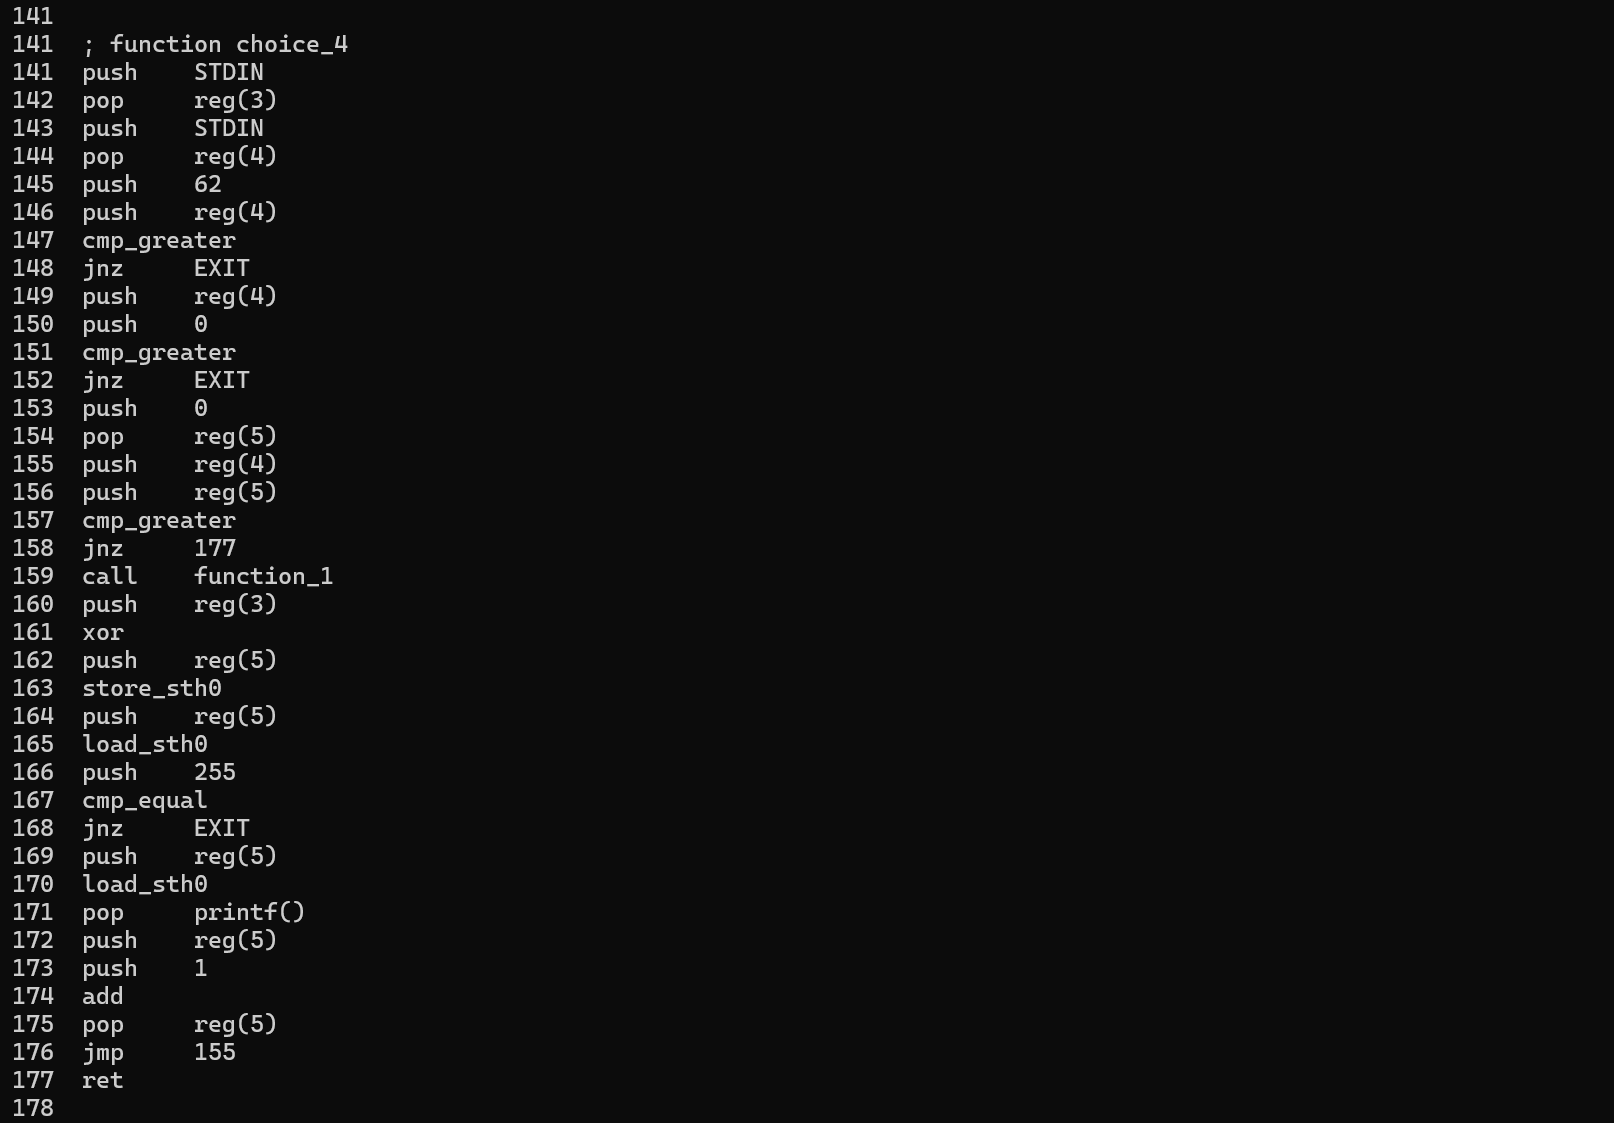 141
141  ; function choice_4
141  push    STDIN
142  pop     reg(3)
143  push    STDIN
144  pop     reg(4)
145  push    62
146  push    reg(4)
147  cmp_greater
148  jnz     EXIT
149  push    reg(4)
150  push    0
151  cmp_greater
152  jnz     EXIT
153  push    0
154  pop     reg(5)
155  push    reg(4)
156  push    reg(5)
157  cmp_greater
158  jnz     177
159  call    function_1
160  push    reg(3)
161  xor
162  push    reg(5)
163  store_sth0
164  push    reg(5)
165  load_sth0
166  push    255
167  cmp_equal
168  jnz     EXIT
169  push    reg(5)
170  load_sth0
171  pop     printf()
172  push    reg(5)
173  push    1
174  add
175  pop     reg(5)
176  jmp     155
177  ret
178